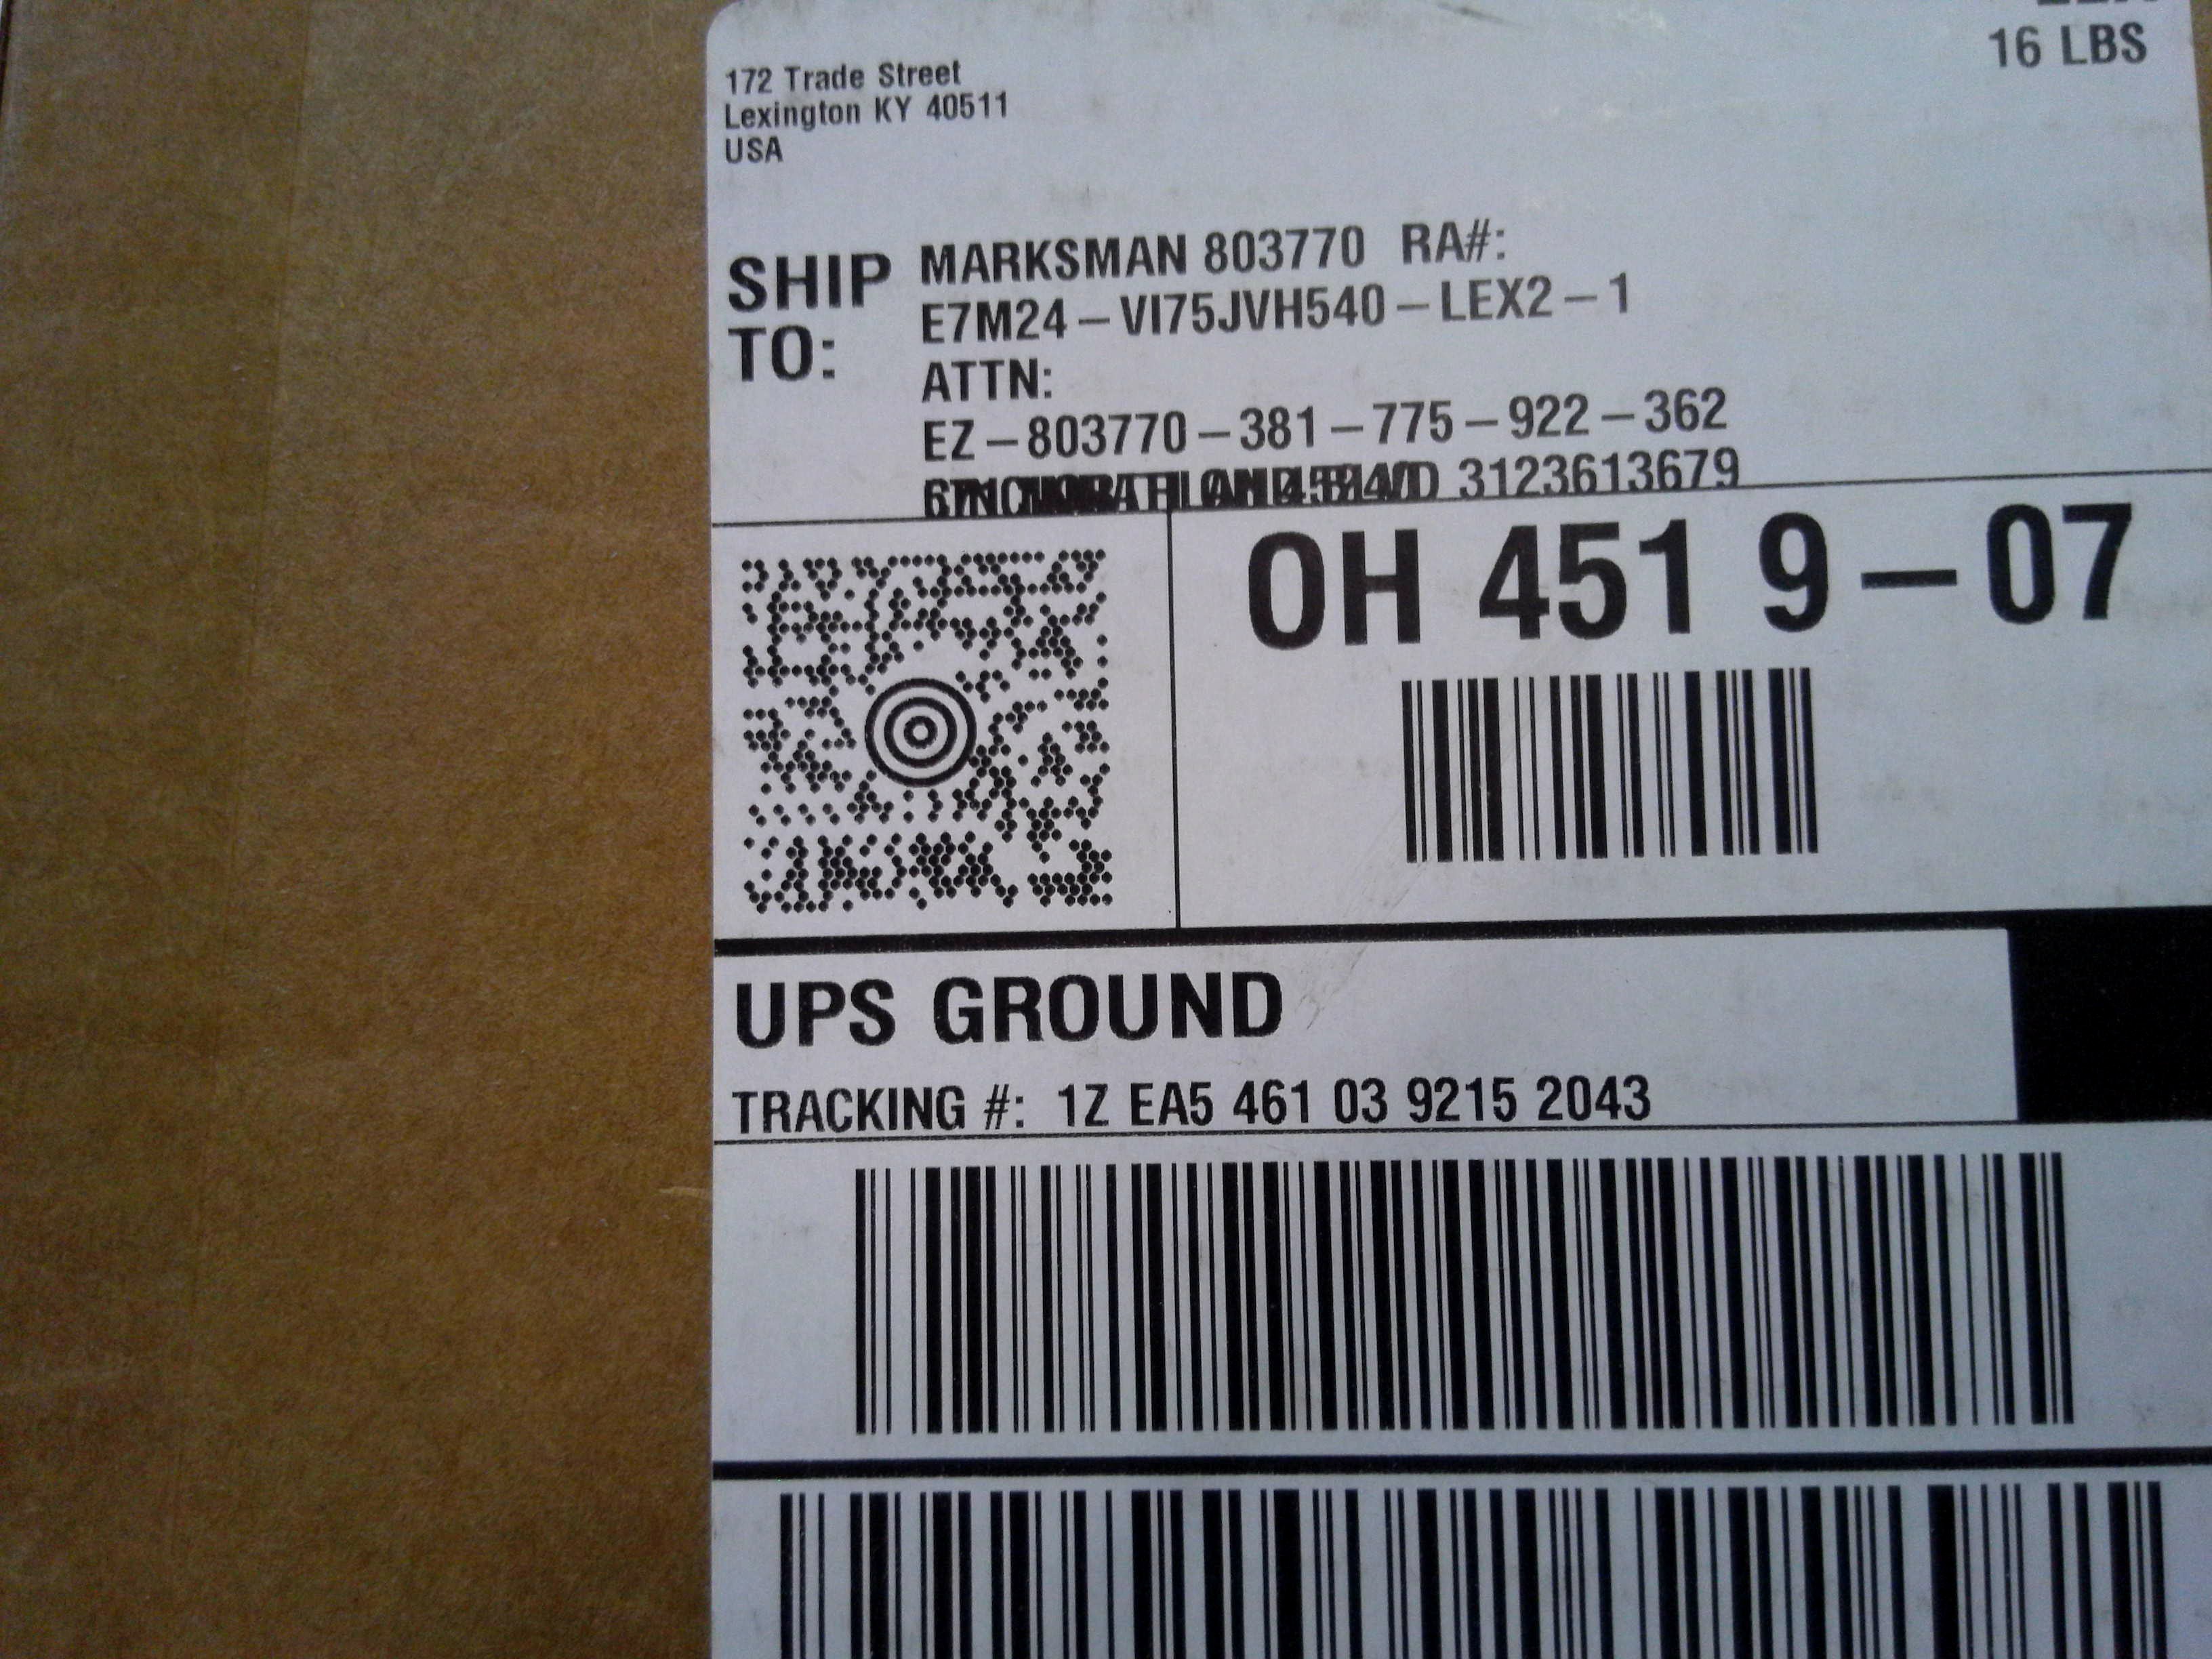 16 LBS
172 Trade Street
Lexington KY 40511
USA
SHIP TO:
MARKSMAN 803770 RA#:
E7M24-VI75JVH540-LEX2-1
ATTN:
EZ-803770-381-775-922-362
3123613679
OH 451 9-07
UPS GROUND
TRACKING #: 1Z EA5 461 03 9215 2043